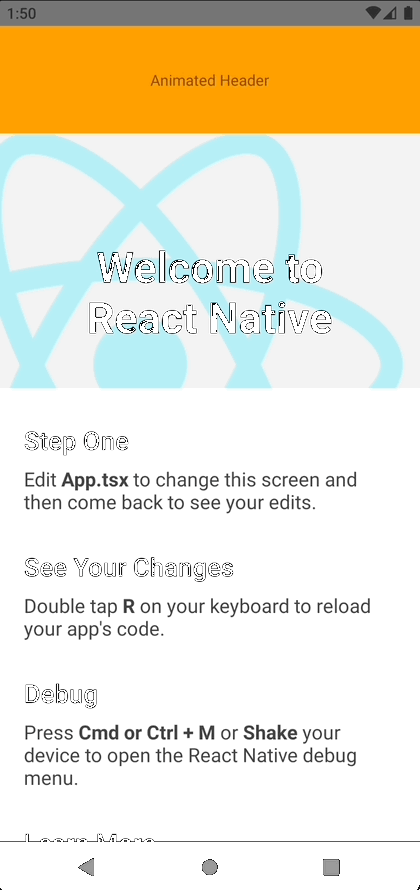 1:50
Animated Header
Welcome to
React Native
Step One
Edit App.tsx to change this screen and
then come back to see your edits.
See Your Changes
Double tap R on your keyboard to reload
your app's code.
Debug
Press Cmd or Ctrl + M or Shake your
device to open the React Native debug
menu.
Learn More